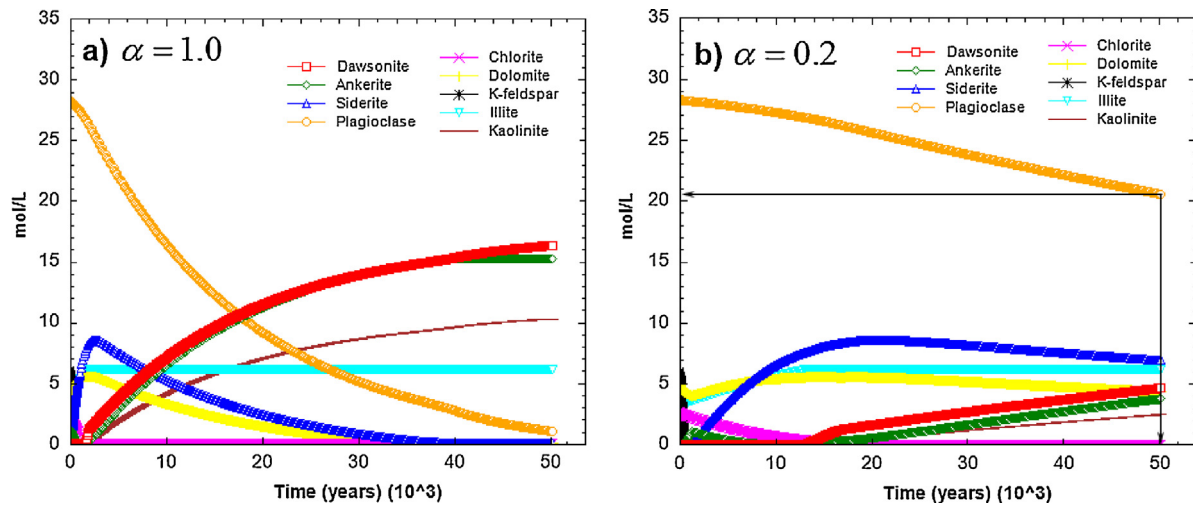 a) α = 1.0
Dawsonite
Ankerite
Siderite
Plagioclase
Chlorite
Dolomite
K-feldspar
Illite
Kaolinite
mol/L
35
30
25
20
15
10
5
0
0 10 20 30 40 50
Time (years) (10^3)
b) α = 0.2
Dawsonite
Ankerite
Siderite
Plagioclase
Chlorite
Dolomite
K-feldspar
Illite
Kaolinite
mol/L
35
30
25
20
15
10
5
0
0 10 20 30 40 50
Time (years) (10^3)